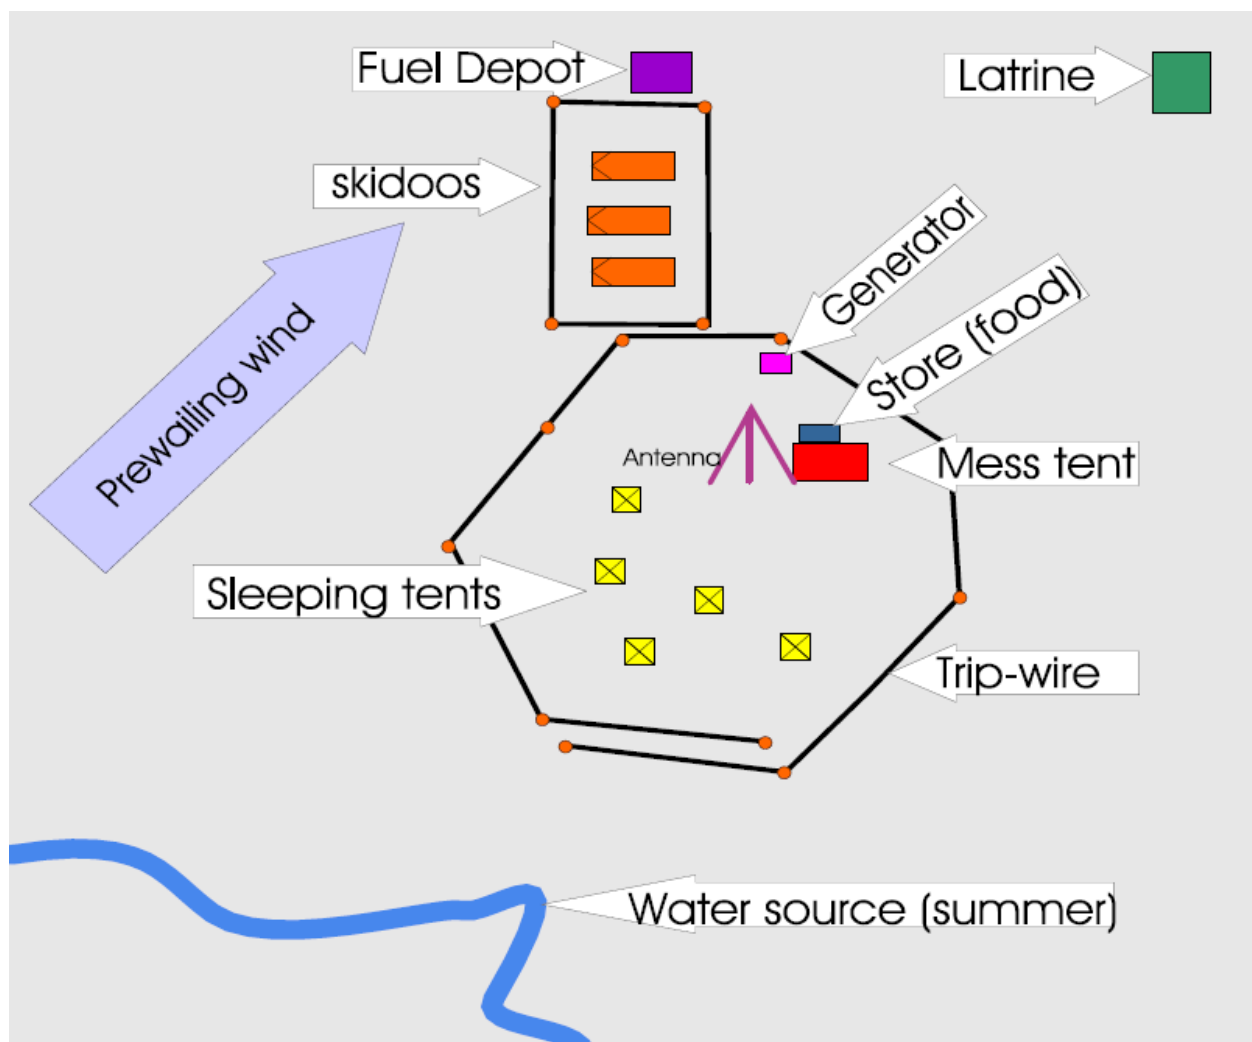 Fuel Depot
Latrine
skidoos
Generator
Store (food)
Prewailing wind
Antenna
Mess tent
Sleeping tents
Trip-wire
Water source (summer)